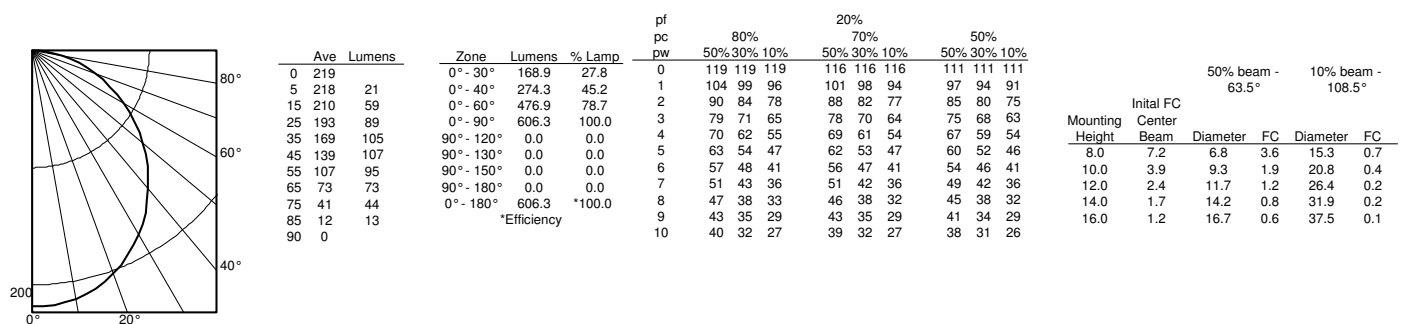 80°
60°
40°
200
0° 20°
Ave Lumens
0 219
5 218 21
15 210 59
25 193 89
35 169 105
45 139 107
55 107 95
65 73 73
75 41 44
85 12 13
90 0
Zone Lumens % Lamp
0° - 30° 168.9 27.8
0° - 40° 274.3 45.2
0° - 60° 476.9 78.7
0° - 90° 606.3 100.0
90° - 120° 0.0 0.0
90° - 130° 0.0 0.0
90° - 150° 0.0 0.0
90° - 180° 0.0 0.0
0° - 180° 606.3 *100.0
*Efficiency
pf 20%
pc 80% 70% 50%
pw 50% 30% 10% 50% 30% 10% 50% 30% 10%
0 119 119 119 116 116 116 111 111 111
1 104 99 96 101 98 94 97 94 91
2 90 84 78 88 82 77 85 80 75
3 79 71 65 78 70 64 75 68 63
4 70 62 55 69 61 54 67 59 54
5 63 54 47 62 53 47 60 52 46
6 57 48 41 56 47 41 54 46 41
7 51 43 36 51 42 36 49 42 36
8 47 38 33 46 38 32 45 38 32
9 43 35 29 43 35 29 41 34 29
10 40 32 27 39 32 27 38 31 26
50% beam - 10% beam -
63.5° 108.5°
Inital FC
Mounting Center
Height Beam Diameter FC Diameter FC
8.0 7.2 6.8 3.6 15.3 0.7
10.0 3.9 9.3 1.9 20.8 0.4
12.0 2.4 11.7 1.2 26.4 0.2
14.0 1.7 14.2 0.8 31.9 0.2
16.0 1.2 16.7 0.6 37.5 0.1